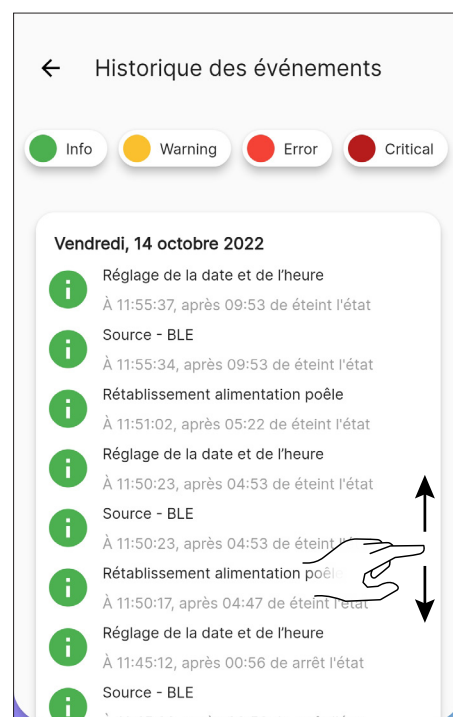 Historique des événements
Info Warning Error Critical
Vendredi, 14 octobre 2022
Réglage de la date et de l'heure
À 11:55:37, après 09:53 de éteint l'état
Source - BLE
À 11:55:34, après 09:53 de éteint l'état
Rétablissement alimentation poêle
À 11:51:02, après 05:22 de éteint l'état
Réglage de la date et de l'heure
À 11:50:23, après 04:53 de éteint l'état
Source - BLE
À 11:50:23, après 04:53 de éteint
Rétablissement alimentation poêle
À 11:50:17, après 04:47 de éteint l'état
Réglage de la date et de l'heure
À 11:45:12, après 00:56 de arrêt l'état
Source - BLE